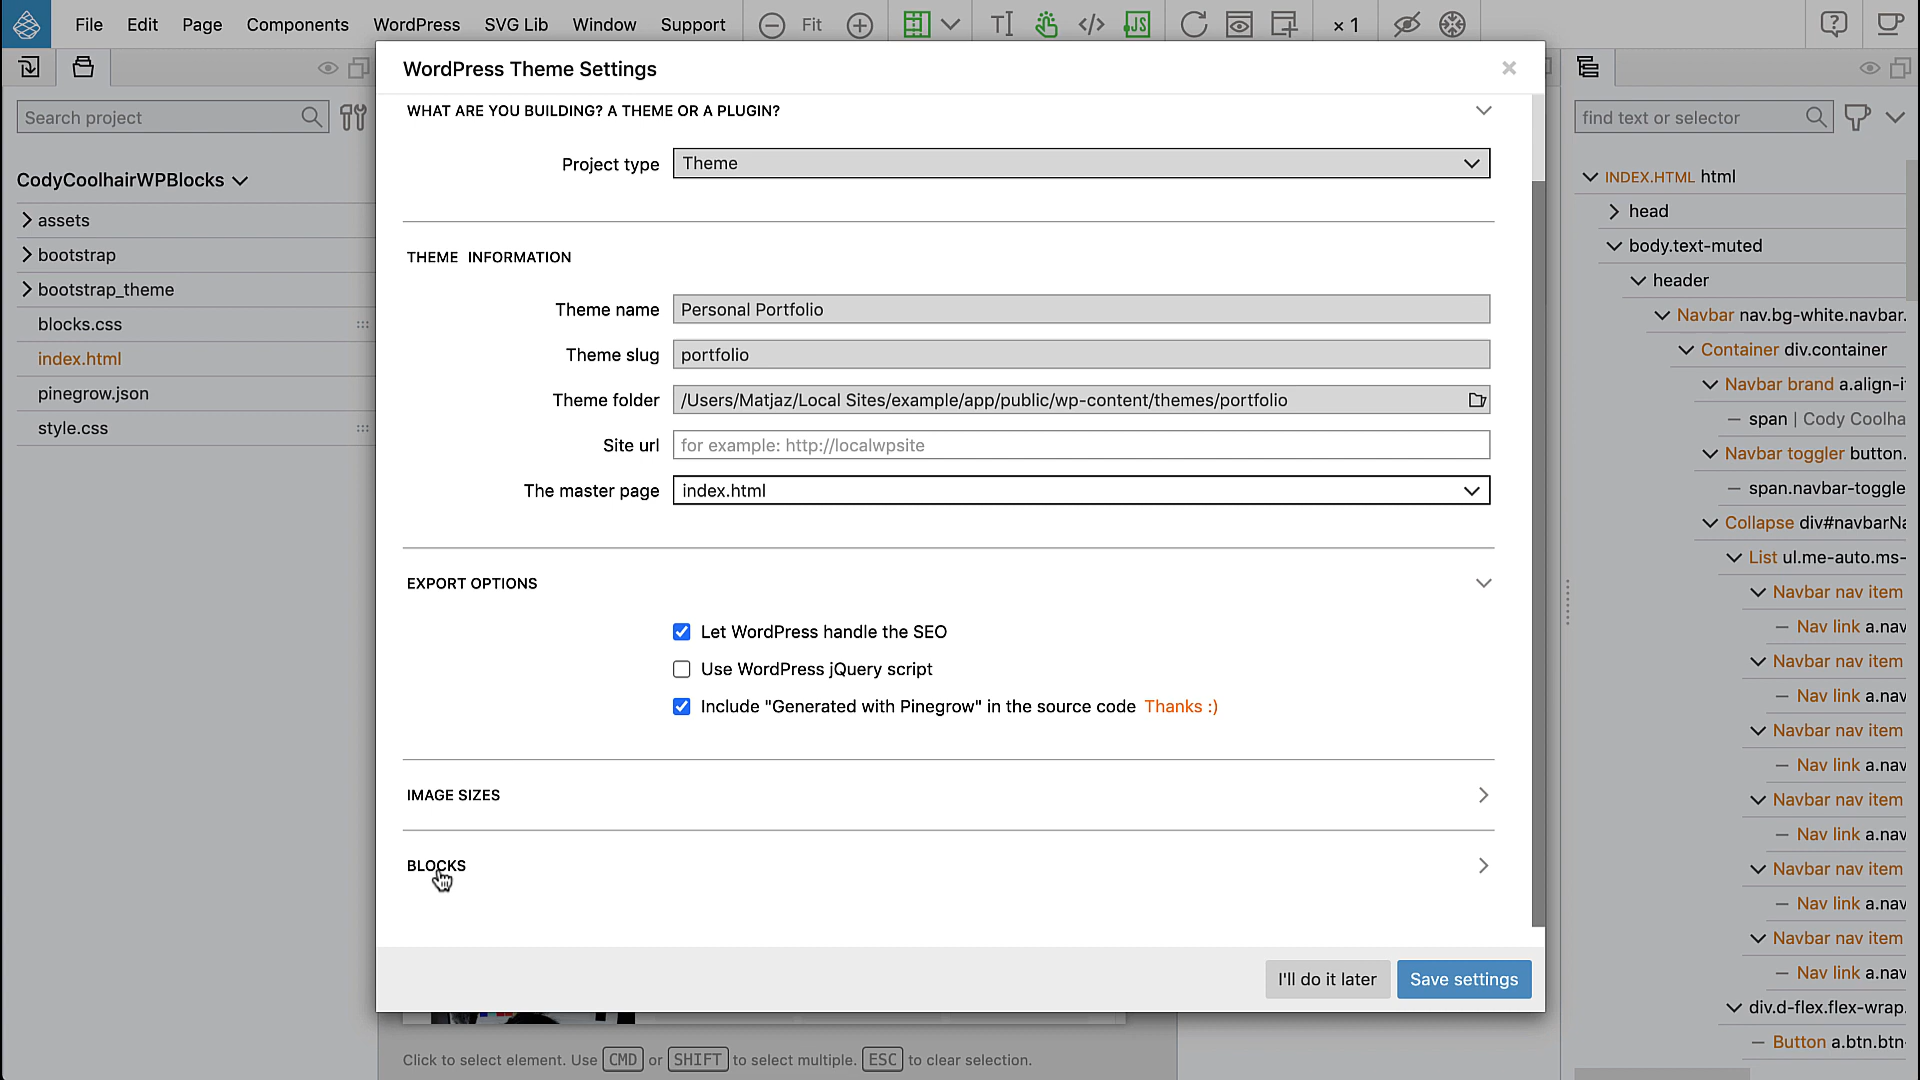 File Edit Page Components WordPress SVG Lib Window Support Fit JS × 1
WordPress Theme Settings
Search project
find text or selector
CodyCoolhairWPBlocks
assets
bootstrap
bootstrap_theme
blocks.css
index.html
pinegrow.json
style.css
WHAT ARE YOU BUILDING? A THEME OR A PLUGIN?
Project type Theme
THEME INFORMATION
Theme name Personal Portfolio
Theme slug portfolio
Theme folder /Users/Matjaz/Local Sites/example/app/public/wp-content/themes/portfolio
Site url for example: http://localwpsite
The master page index.html
EXPORT OPTIONS
Let WordPress handle the SEO
Use WordPress jQuery script
Include "Generated with Pinegrow" in the source code Thanks :)
IMAGE SIZES
BLOCKS
I'll do it later Save settings
Click to select element. Use CMD or SHIFT to select multiple. ESC to clear selection.
INDEX.HTML html
head
body.text-muted
header
Navbar nav.bg-white.navbar.
Container div.container
Navbar brand a.align-i
span | Cody Coolha
Navbar toggler button.
span.navbar-toggle
Collapse div#navbarNa
List ul.me-auto.ms-
Navbar nav item
Nav link a.nav
Navbar nav item
Nav link a.nav
Navbar nav item
Nav link a.nav
Navbar nav item
Nav link a.nav
Navbar nav item
Nav link a.nav
Navbar nav item
Nav link a.nav
div.d-flex.flex-wrap.
Button a.btn.btn-